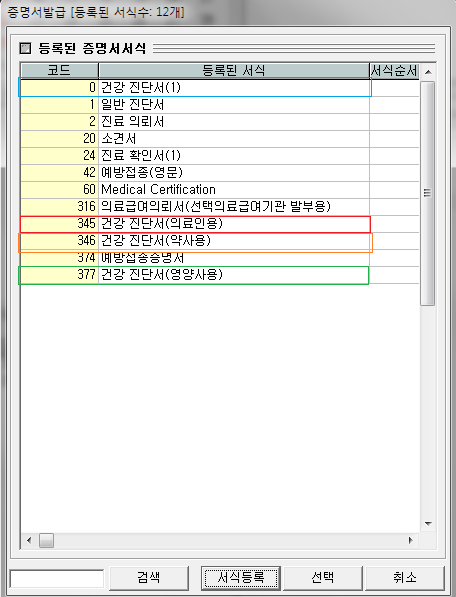 증명서발급 [등록된 서식수: 12개]
등록된 증명서서식
코드 등록된 서식 서식순서
0 건강 진단서(1)
1 일반 진단서
2 진료 의뢰서
20 소견서
24 진료 확인서(1)
42 예방접종(영문)
60 Medical Certification
316 의료급여의뢰서(선택의료급여기관 발부용)
345 건강 진단서(의료인용)
346 건강 진단서(약사용)
374 예방접종증명서
377 건강 진단서(영양사용)
검색 서식등록 선택 취소